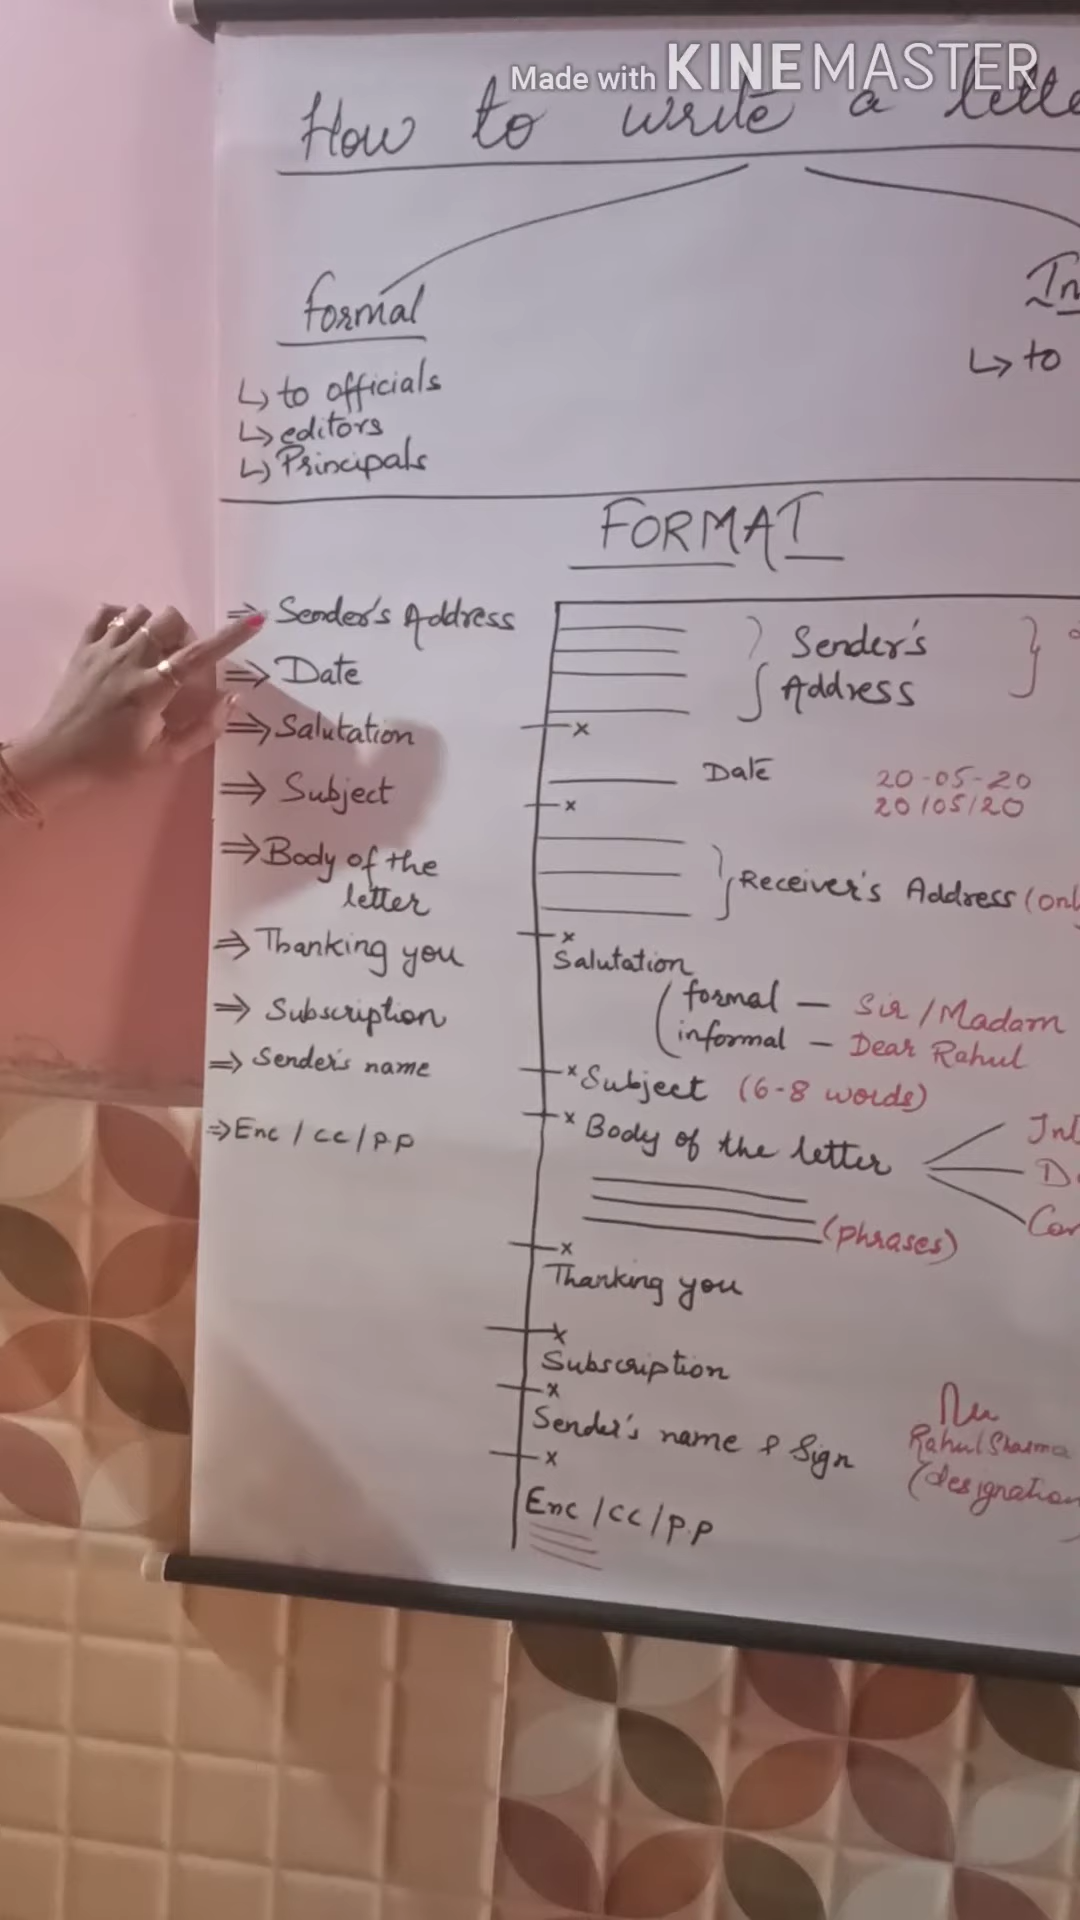 Made with KINEMASTER
How to write a
Formal
↳ to officials
↳ editors
↳ Principals
↳ to
FORMAT
⇒ Sender's Address
⇒ Date
⇒ Salutation
⇒ Subject
⇒ Body of the
letter
⇒ Thanking you
⇒ Subscription
⇒ Sender's name
⇒ Enc / cc / p.p
Sender's
Address
Date
20-05-20
20/05/20
Receiver's Address
Salutation
formal — Sir/Madam
informal — Dear Rahul
Subject (6-8 words)
Body of the letter
(phrases)
Thanking you
Subscription
Sender's name & Sign
Rahul Sharma
(designation
Enc / cc / p.p